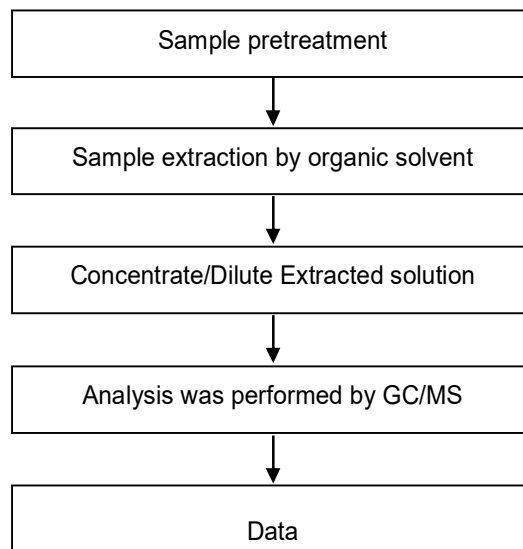 Sample pretreatment
Sample extraction by organic solvent
Concentrate/Dilute Extracted solution
Analysis was performed by GC/MS
Data